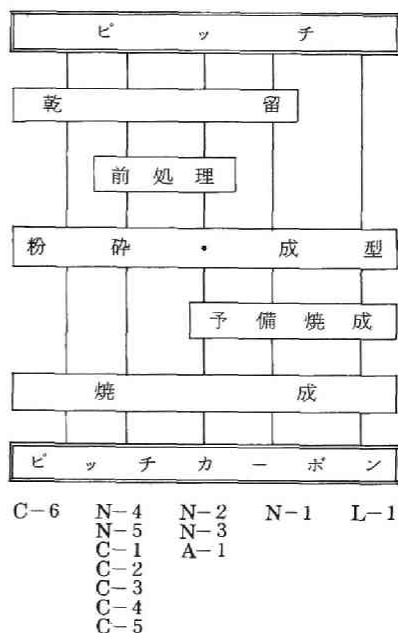 ピッチ
乾留
前処理
粉砕・成型
予備焼成
焼成
ピッチカーボン
C-6 N-4 N-2 N-1 L-1
N-5 N-3
C-1 A-1
C-2
C-3
C-4
C-5